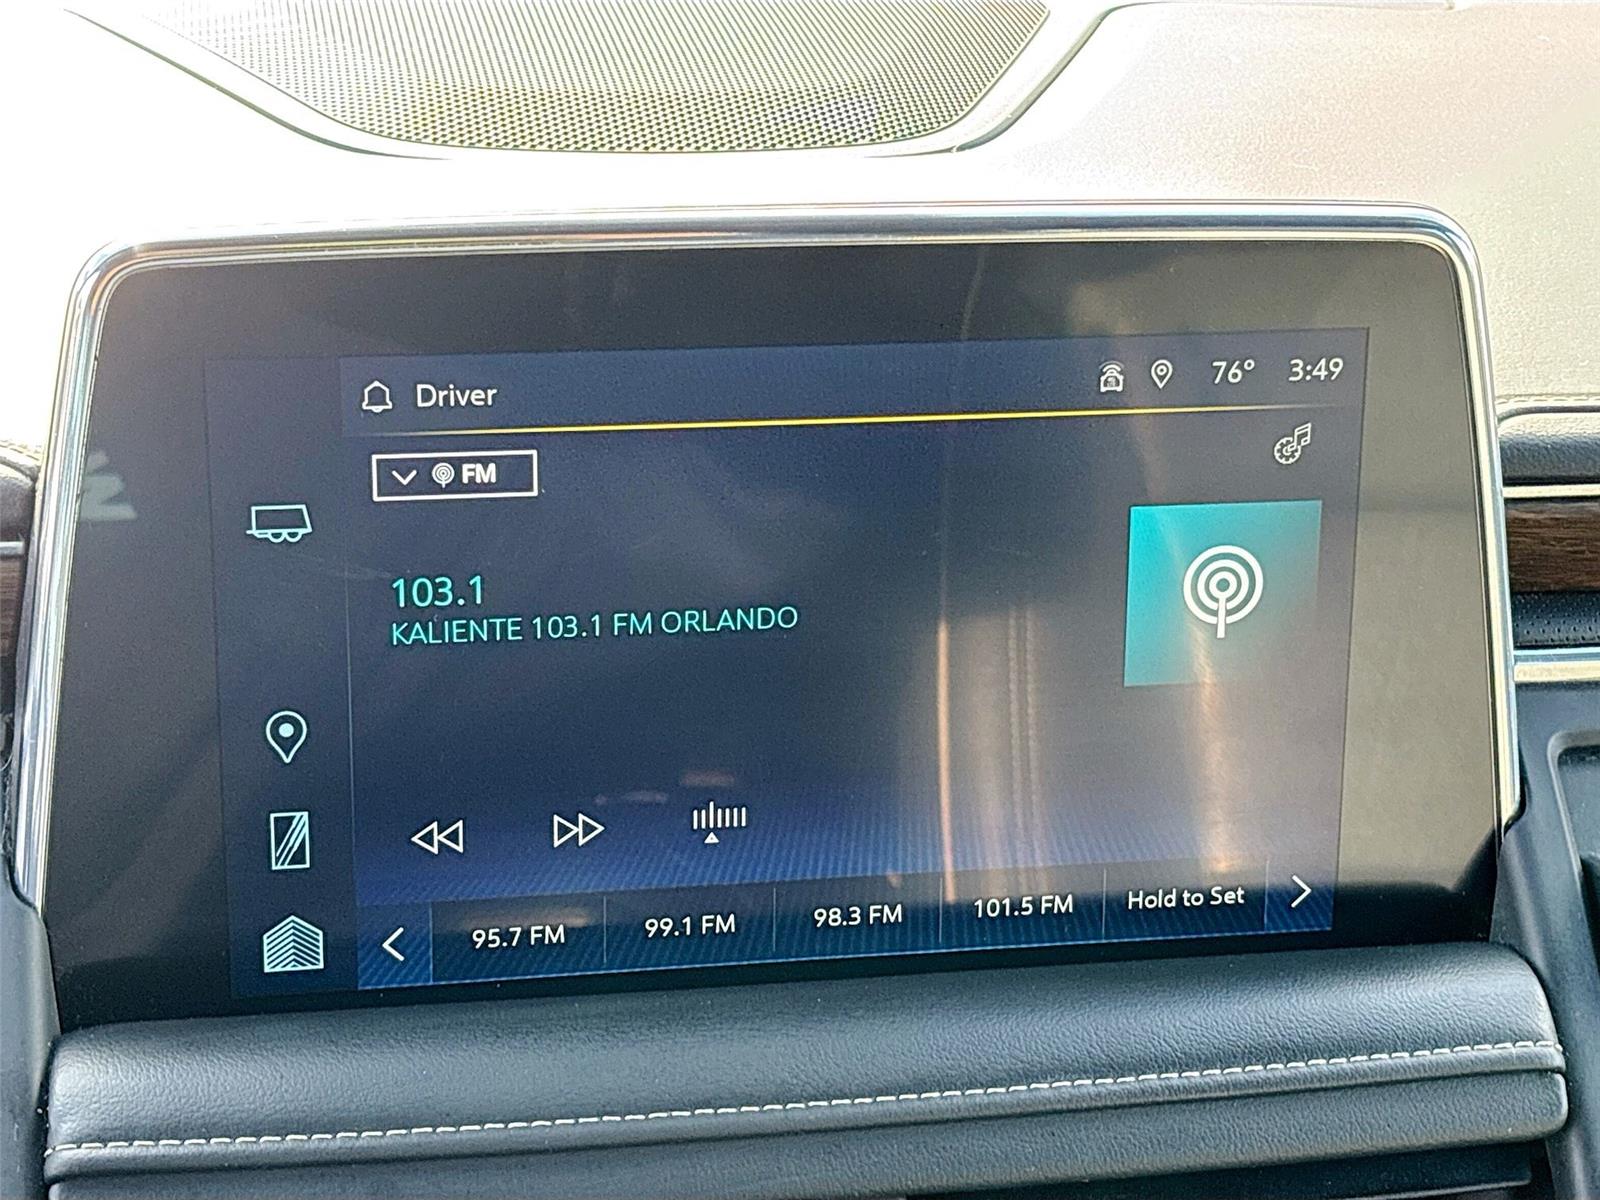 Driver
76° 3:49
FM
103.1
KALIENTE 103.1 FM ORLANDO
95.7 FM 99.1 FM 98.3 FM 101.5 FM Hold to Set